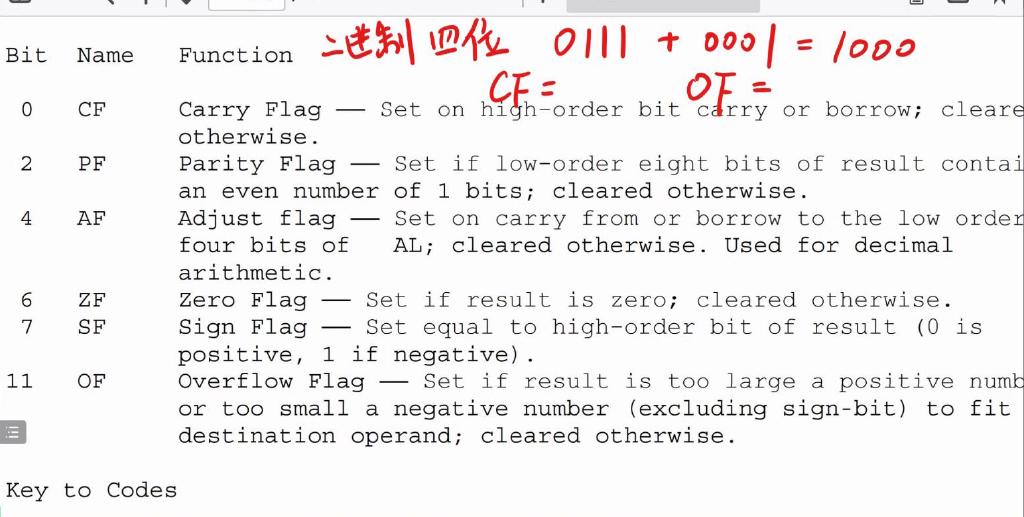 Bit Name Function 二进制 四位 0111 + 0001 = 1000
CF = OF =
0 CF Carry Flag — Set on high-order bit carry or borrow; cleare
otherwise.
2 PF Parity Flag — Set if low-order eight bits of result contai
an even number of 1 bits; cleared otherwise.
4 AF Adjust flag — Set on carry from or borrow to the low order
four bits of AL; cleared otherwise. Used for decimal
arithmetic.
6 ZF Zero Flag — Set if result is zero; cleared otherwise.
7 SF Sign Flag — Set equal to high-order bit of result (0 is
positive, 1 if negative).
11 OF Overflow Flag — Set if result is too large a positive numb
or too small a negative number (excluding sign-bit) to fit
destination operand; cleared otherwise.
Key to Codes